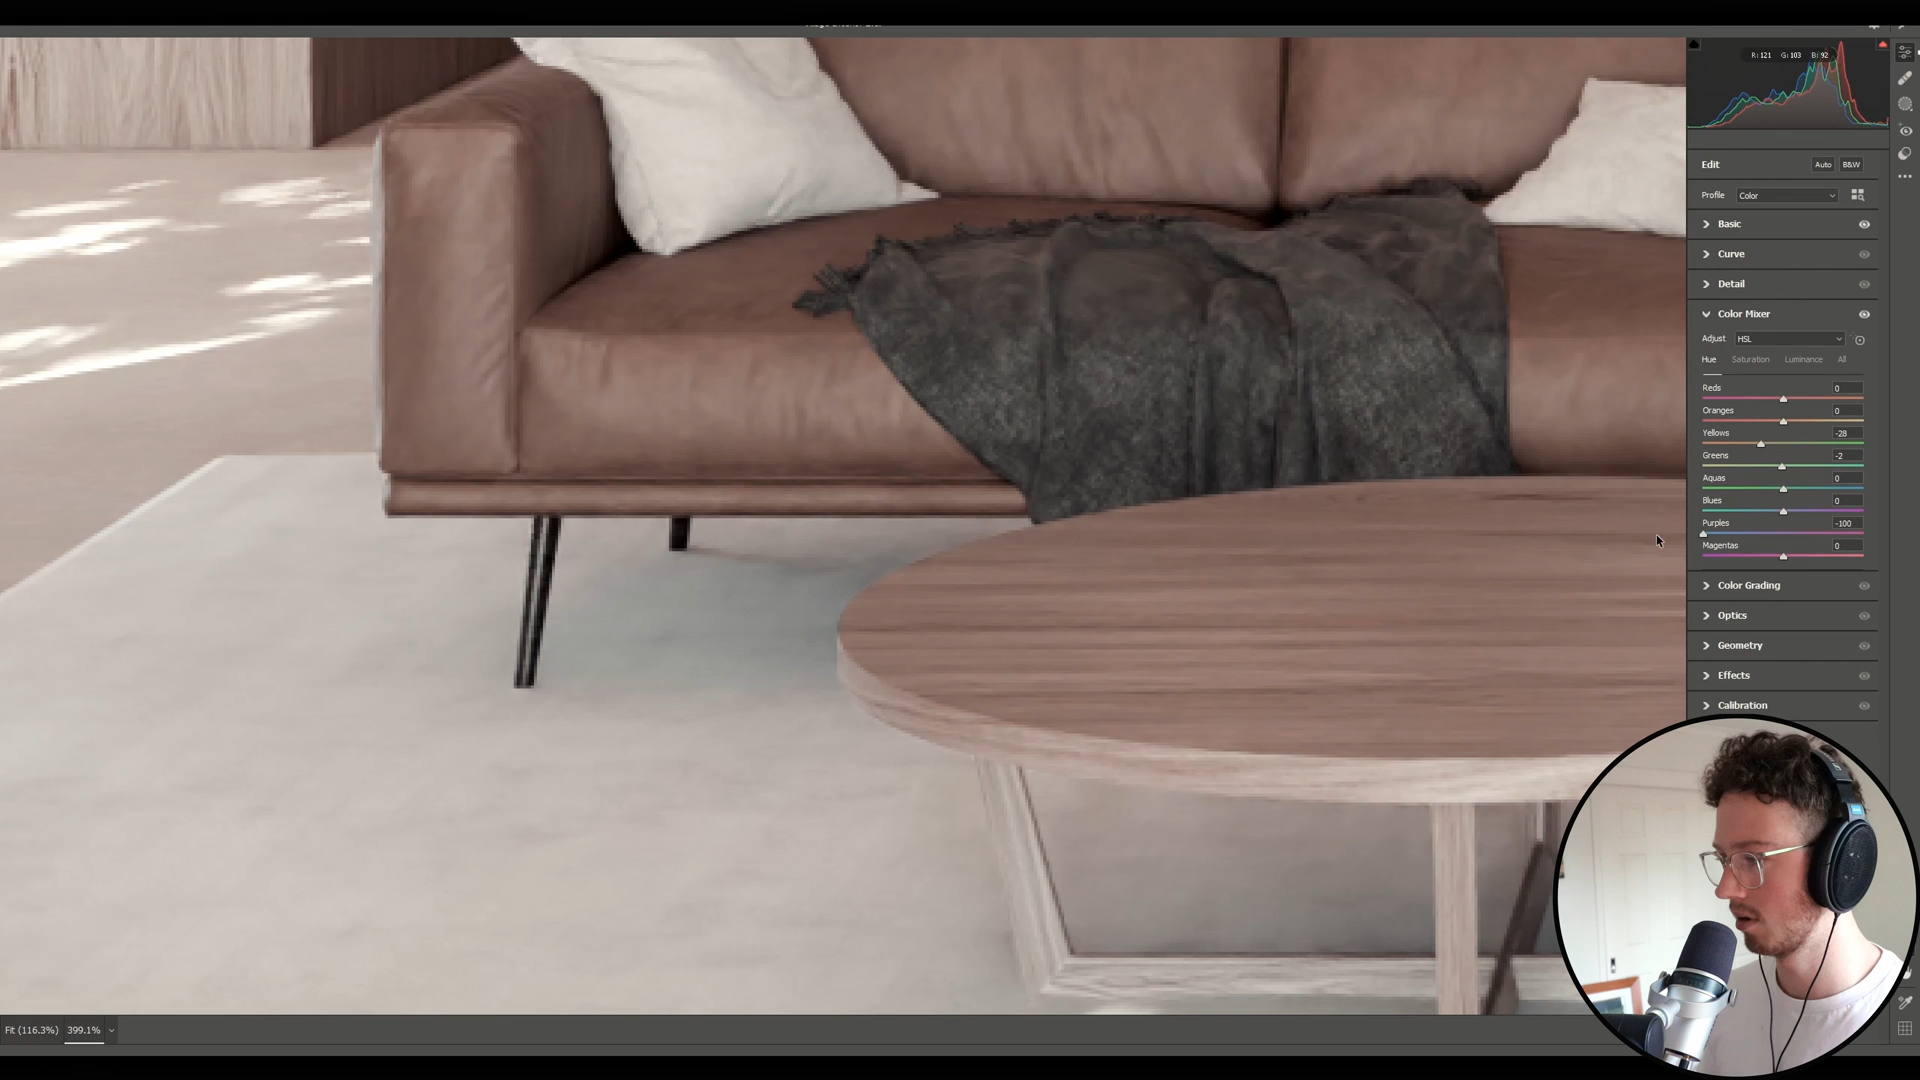 R: 121 G: 103 B: 92
Edit Auto B&W
Profile Color
Basic
Curve
Detail
Color Mixer
Adjust HSL
Hue Saturation Luminance All
Reds 0
Oranges 0
Yellows -28
Greens -2
Aquas 0
Blues 0
Purples -100
Magentas 0
Color Grading
Optics
Geometry
Effects
Calibration
Fit (116.3%) 399.1%